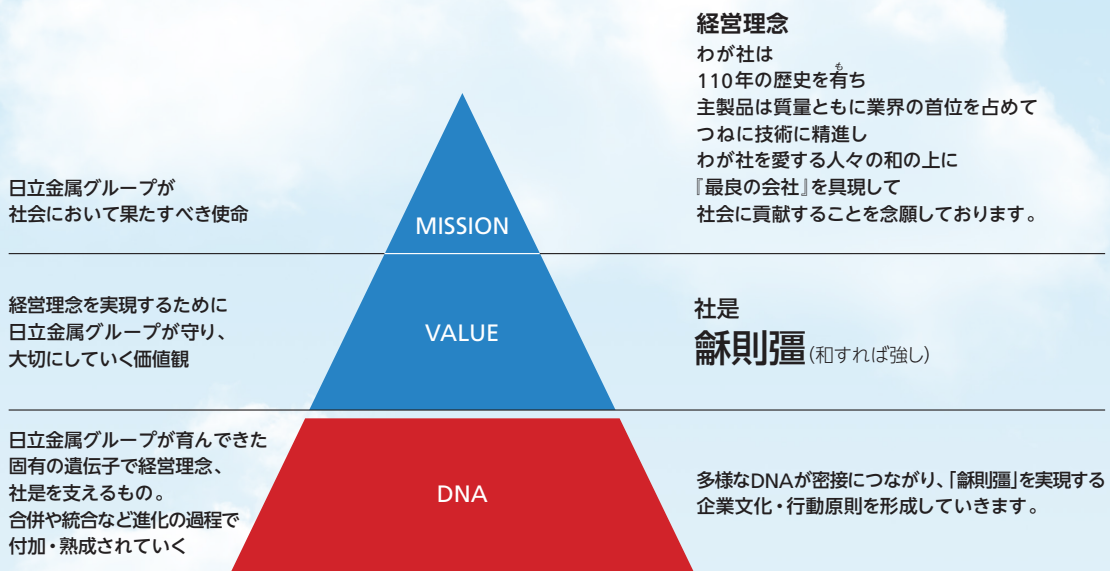 経営理念
わが社は
110年の歴史を有ち
も
主製品は質量ともに業界の首位を占めて
つねに技術に精進し
わが社を愛する人々の和の上に
『最良の会社』を具現して
社会に貢献することを念願しております。
日立金属グループが
社会において果たすべき使命
MISSION
経営理念を実現するために
日立金属グループが守り、
大切にしていく価値観
VALUE
社是
龢則彊(和すれば強し)
日立金属グループが育んできた
固有の遺伝子で経営理念、
社是を支えるもの。
合併や統合など進化の過程で
付加・熟成されていく
DNA
多様なDNAが密接につながり、「龢則彊」を実現する
企業文化・行動原則を形成していきます。